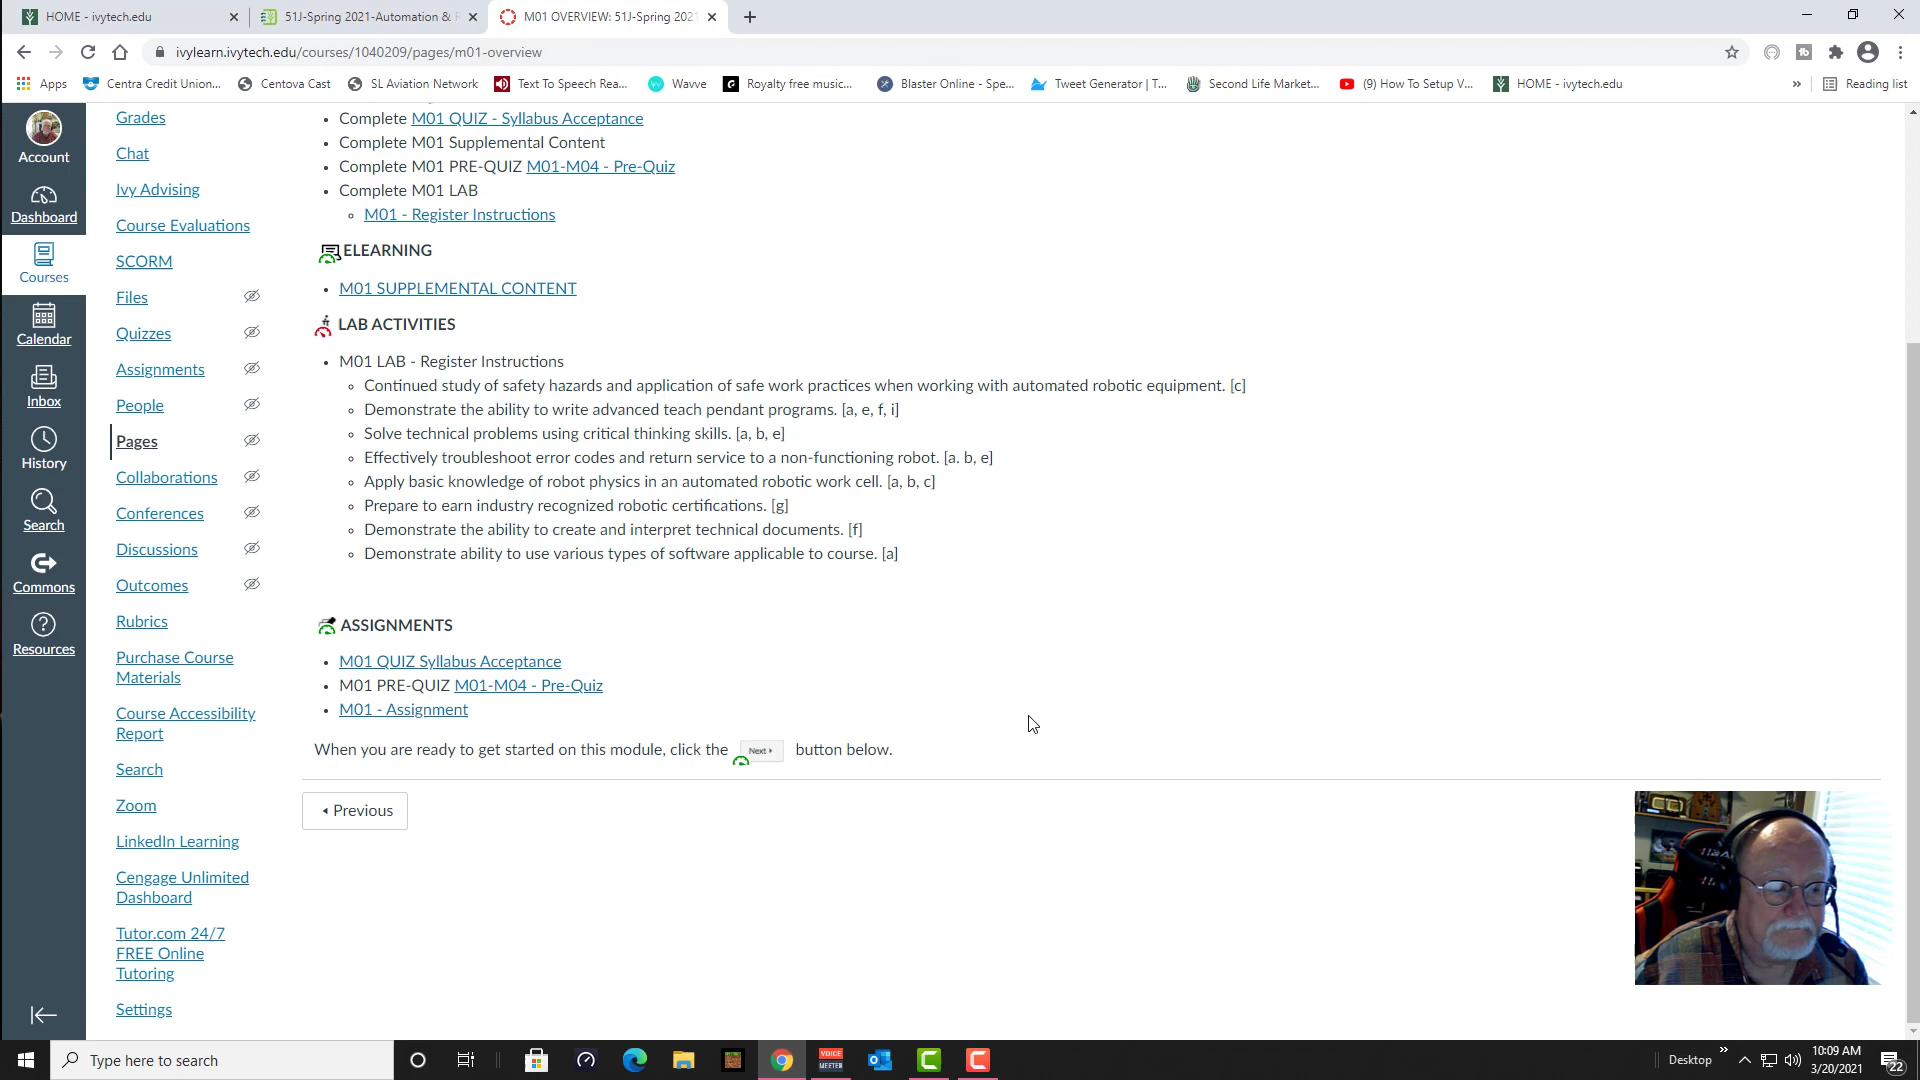 HOME - ivytech.edu
51J-Spring 2021-Automation &
M01 OVERVIEW: 51J-Spring 2021
ivylearn.ivytech.edu/courses/1040209/pages/m01-overview
Apps
Centra Credit Union...
Centova Cast
SL Aviation Network
Text To Speech Rea...
Wavve
Royalty free music...
Blaster Online - Spe...
Tweet Generator | T...
Second Life Market...
(9) How To Setup V...
HOME - ivytech.edu
»
Reading list
Account
Dashboard
Courses
Calendar
Inbox
History
Search
Commons
Resources
Grades
Chat
Ivy Advising
Course Evaluations
SCORM
Files
Quizzes
Assignments
People
Pages
Collaborations
Conferences
Discussions
Outcomes
Rubrics
Purchase Course
Materials
Course Accessibility
Report
Search
Zoom
LinkedIn Learning
Cengage Unlimited
Dashboard
Tutor.com 24/7
FREE Online
Tutoring
Settings
Complete M01 QUIZ - Syllabus Acceptance
Complete M01 Supplemental Content
Complete M01 PRE-QUIZ M01-M04 - Pre-Quiz
Complete M01 LAB
M01 - Register Instructions
ELEARNING
M01 SUPPLEMENTAL CONTENT
LAB ACTIVITIES
M01 LAB - Register Instructions
Continued study of safety hazards and application of safe work practices when working with automated robotic equipment. [c]
Demonstrate the ability to write advanced teach pendant programs. [a, e, f, i]
Solve technical problems using critical thinking skills. [a, b, e]
Effectively troubleshoot error codes and return service to a non-functioning robot. [a. b, e]
Apply basic knowledge of robot physics in an automated robotic work cell. [a, b, c]
Prepare to earn industry recognized robotic certifications. [g]
Demonstrate the ability to create and interpret technical documents. [f]
Demonstrate ability to use various types of software applicable to course. [a]
ASSIGNMENTS
M01 QUIZ Syllabus Acceptance
M01 PRE-QUIZ M01-M04 - Pre-Quiz
M01 - Assignment
When you are ready to get started on this module, click the Next button below.
Previous
Type here to search
VOICE
MEETER
Desktop
»
10:09 AM
3/20/2021
22